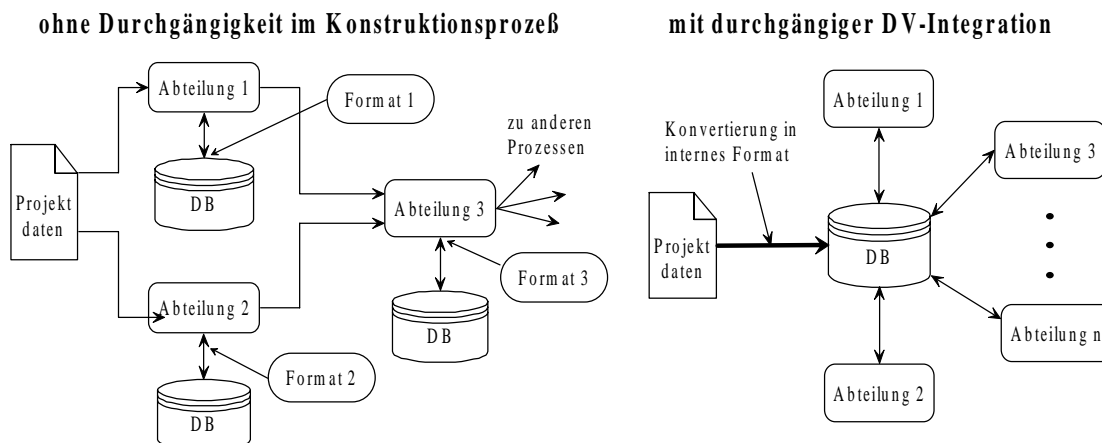 ohne Durchgängigkeit im Konstruktionsprozeß
Abteilung 1
Format 1
DB
Projekt
daten
zu anderen
Prozessen
Abteilung 3
Format 3
DB
Abteilung 2
Format 2
DB
mit durchgängiger DV-Integration
Abteilung 1
Konvertierung in
internes Format
Abteilung 3
Projekt
daten
DB
Abteilung n
Abteilung 2